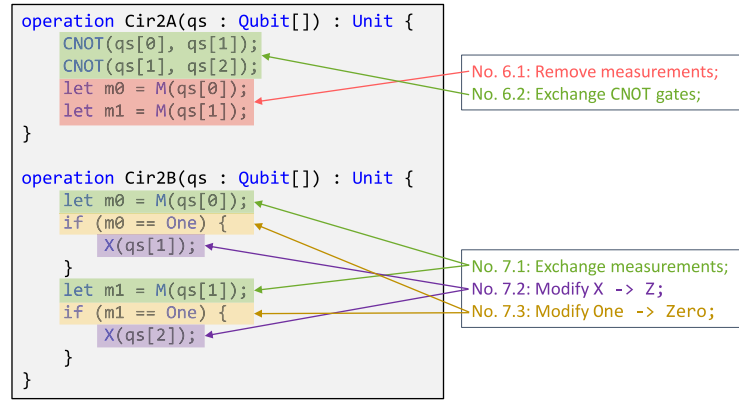 operation Cir2A(qs : Qubit[]) : Unit {
    CNOT(qs[0], qs[1]);
    CNOT(qs[1], qs[2]);
    let m0 = M(qs[0]);
    let m1 = M(qs[1]);
}
No. 6.1: Remove measurements;
No. 6.2: Exchange CNOT gates;
operation Cir2B(qs : Qubit[]) : Unit {
    let m0 = M(qs[0]);
    if (m0 == One) {
        X(qs[1]);
    }
    let m1 = M(qs[1]);
    if (m1 == One) {
        X(qs[2]);
    }
}
No. 7.1: Exchange measurements;
No. 7.2: Modify X -> Z;
No. 7.3: Modify One -> Zero;